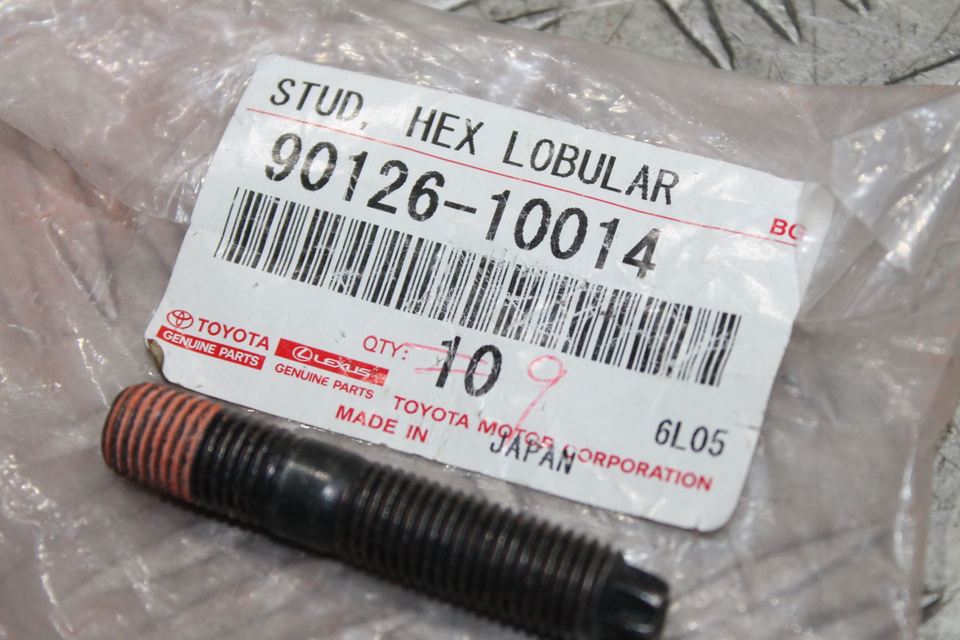 STUD, HEX LOBULAR
BG
90126-10014
TOYOTA
GENUINE PARTS
LEXUS
GENUINE PARTS
QTY: 10 9
6L05
TOYOTA MOTOR CORPORATION
MADE IN JAPAN